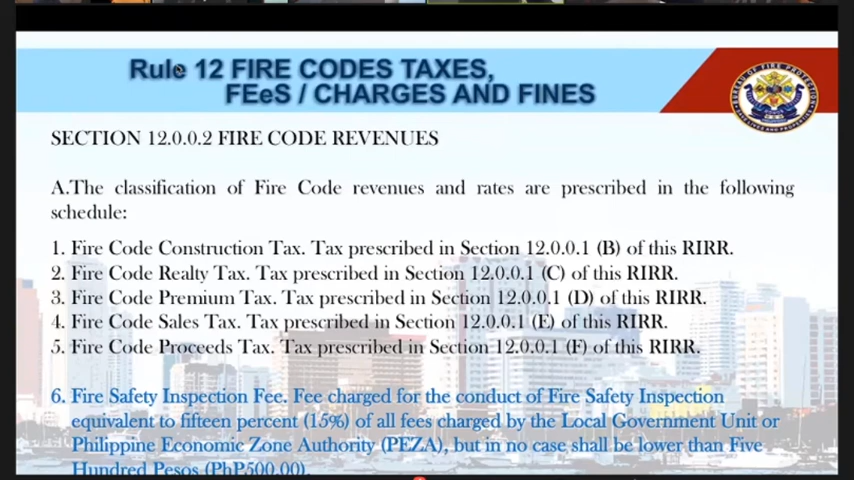 Rule 12 FIRE CODES TAXES,
FEeS / CHARGES AND FINES
BUREAU OF FIRE PROTECTION
SECTION 12.0.0.2 FIRE CODE REVENUES
A.The classification of Fire Code revenues and rates are prescribed in the following
schedule:
1. Fire Code Construction Tax. Tax prescribed in Section 12.0.0.1 (B) of this RIRR.
2. Fire Code Realty Tax. Tax prescribed in Section 12.0.0.1 (C) of this RIRR.
3. Fire Code Premium Tax. Tax prescribed in Section 12.0.0.1 (D) of this RIRR.
4. Fire Code Sales Tax. Tax prescribed in Section 12.0.0.1 (E) of this RIRR.
5. Fire Code Proceeds Tax. Tax prescribed in Section 12.0.0.1 (F) of this RIRR.
6. Fire Safety Inspection Fee. Fee charged for the conduct of Fire Safety Inspection
equivalent to fifteen percent (15%) of all fees charged by the Local Government Unit or
Philippine Economic Zone Authority (PEZA), but in no case shall be lower than Five
Hundred Pesos (PhP500.00).